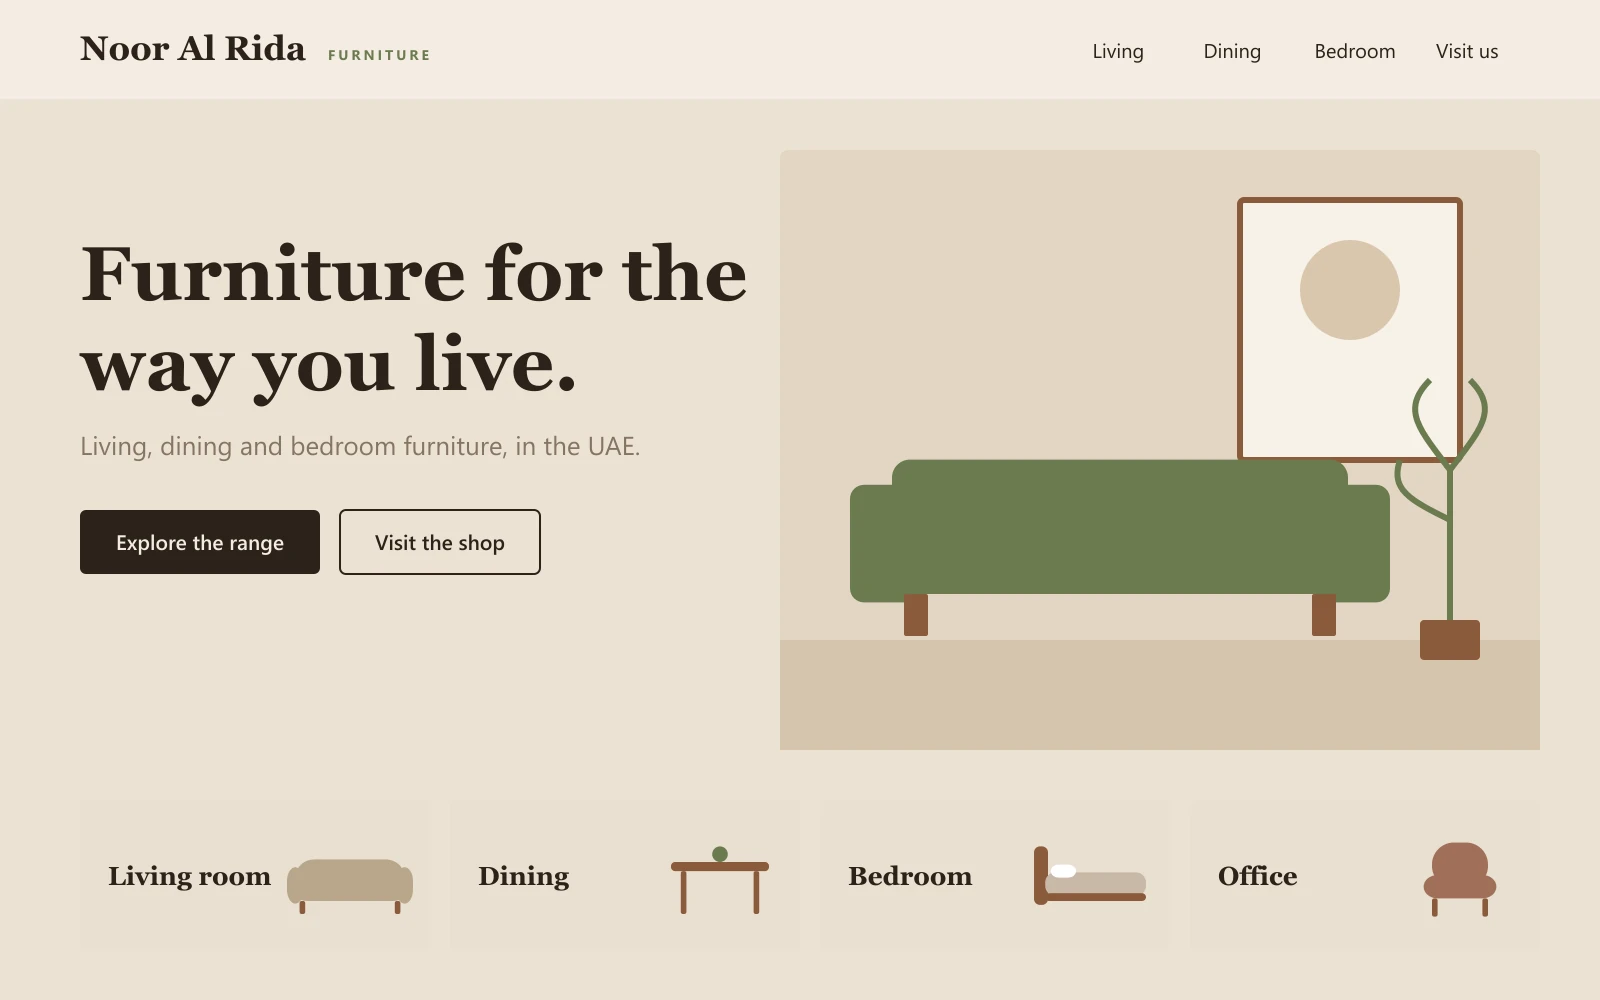 Noor Al Rida FURNITURE
Living Dining Bedroom Visit us
Furniture for the
way you live.
Living, dining and bedroom furniture, in the UAE.
Explore the range Visit the shop
Living room
Dining
Bedroom
Office